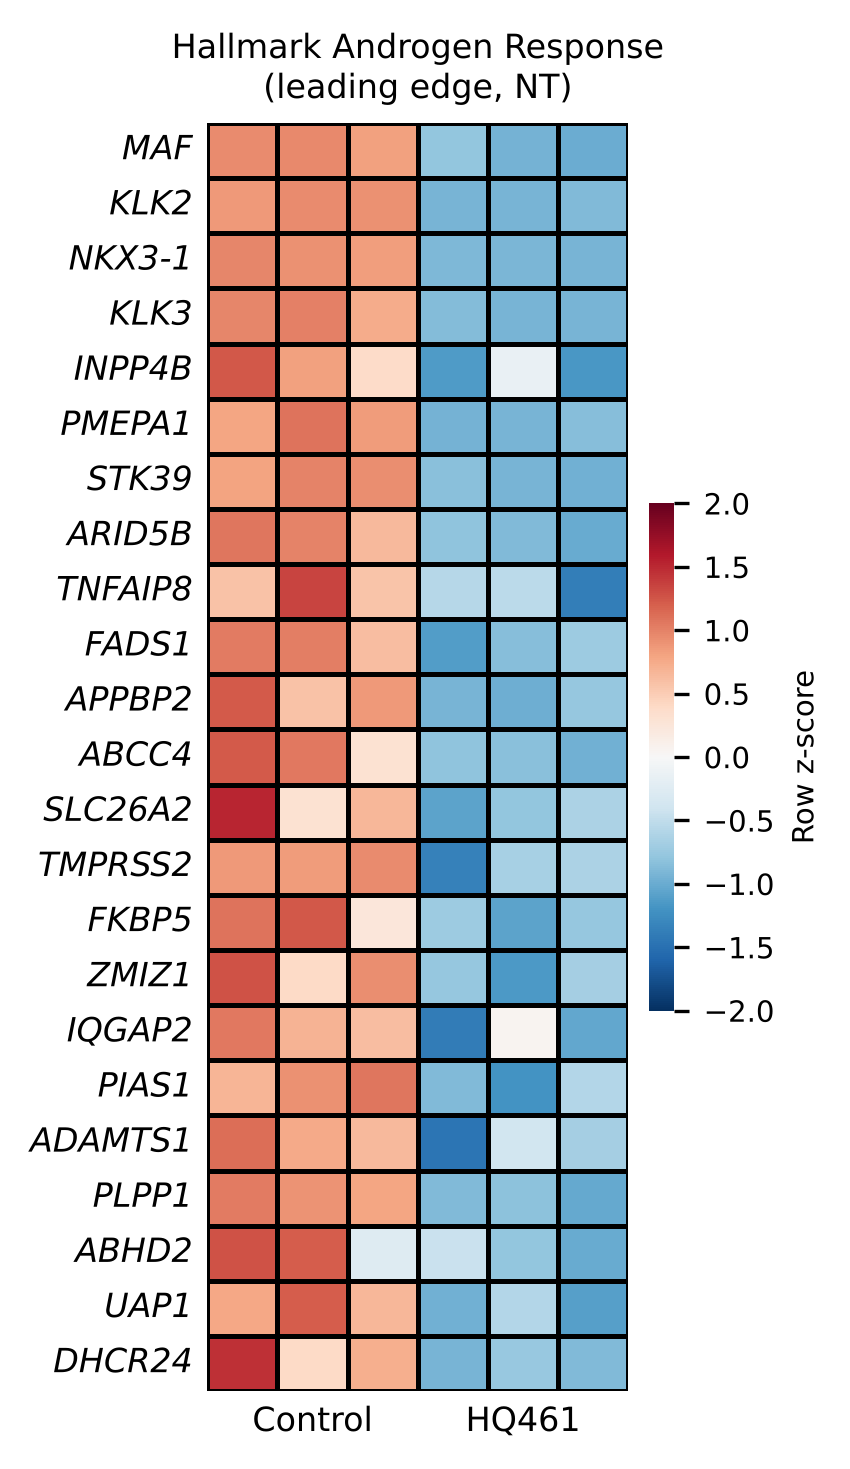 Hallmark Androgen Response
(leading edge, NT)
MAF
KLK2
NKX3-1
KLK3
INPP4B
PMEPA1
STK39
ARID5B
TNFAIP8
FADS1
APPBP2
ABCC4
SLC26A2
TMPRSS2
FKBP5
ZMIZ1
IQGAP2
PIAS1
ADAMTS1
PLPP1
ABHD2
UAP1
DHCR24
Control HQ461
2.0
1.5
1.0
0.5
0.0
−0.5
−1.0
−1.5
−2.0
Row z-score